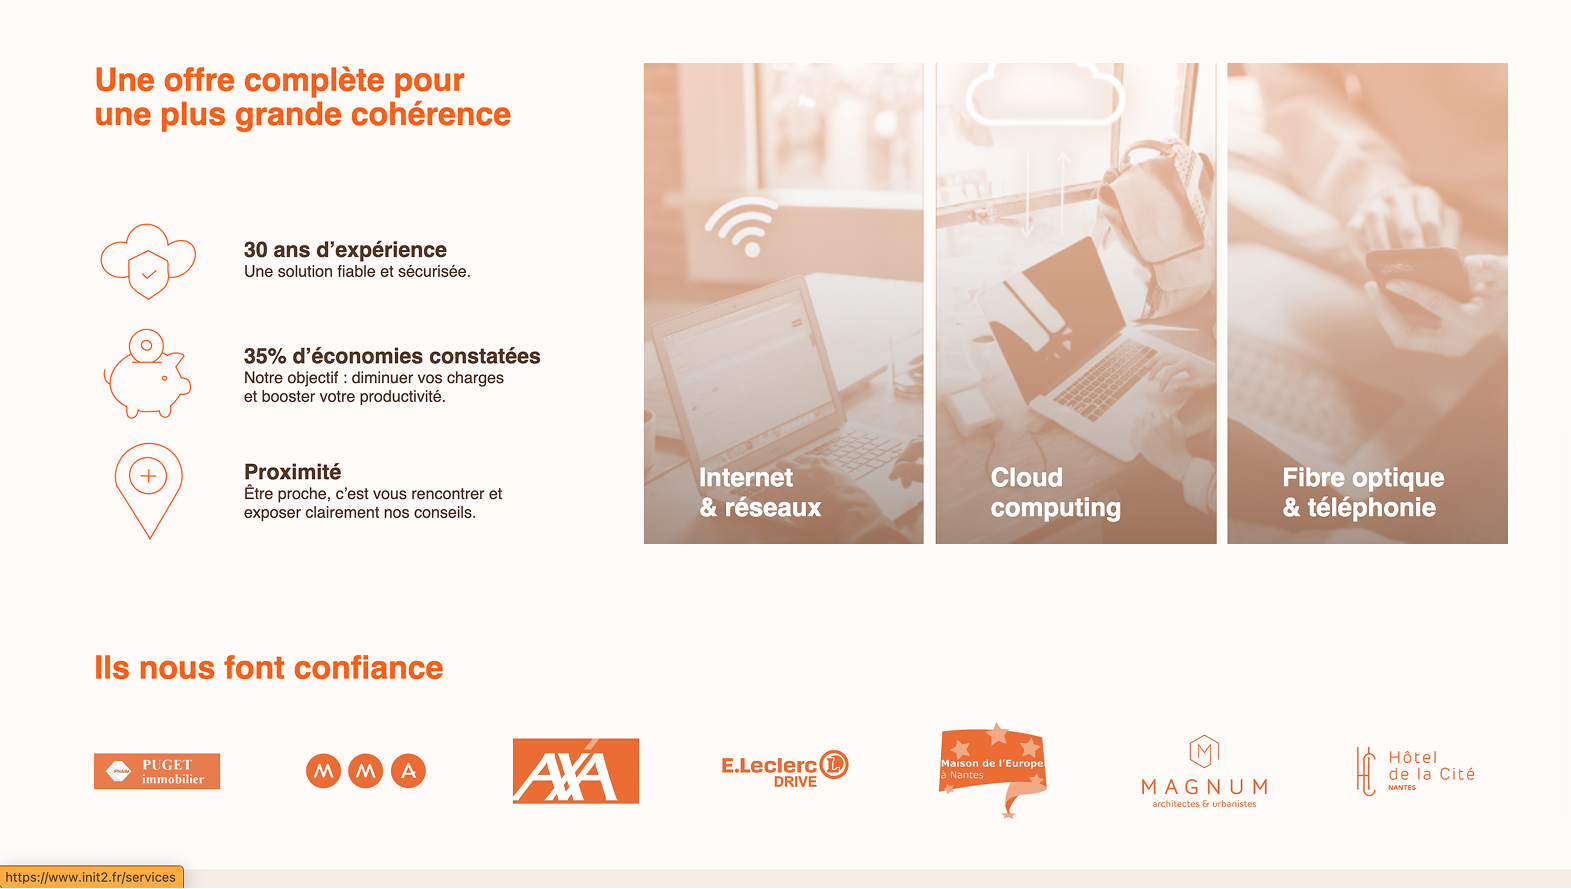 Une offre complète pour
une plus grande cohérence
30 ans d’expérience
Une solution fiable et sécurisée.
35% d’économies constatées
Notre objectif : diminuer vos charges
et booster votre productivité.
Proximité
Être proche, c’est vous rencontrer et
exposer clairement nos conseils.
Internet
& réseaux
Cloud
computing
Fibre optique
& téléphonie
Ils nous font confiance
FNAIM
PUGET
immobilier
M M A
AXA
E.Leclerc L
DRIVE
Maison de l’Europe
à Nantes
M
MAGNUM
architectes & urbanistes
Hôtel
de la Cité
NANTES
https://www.init2.fr/services